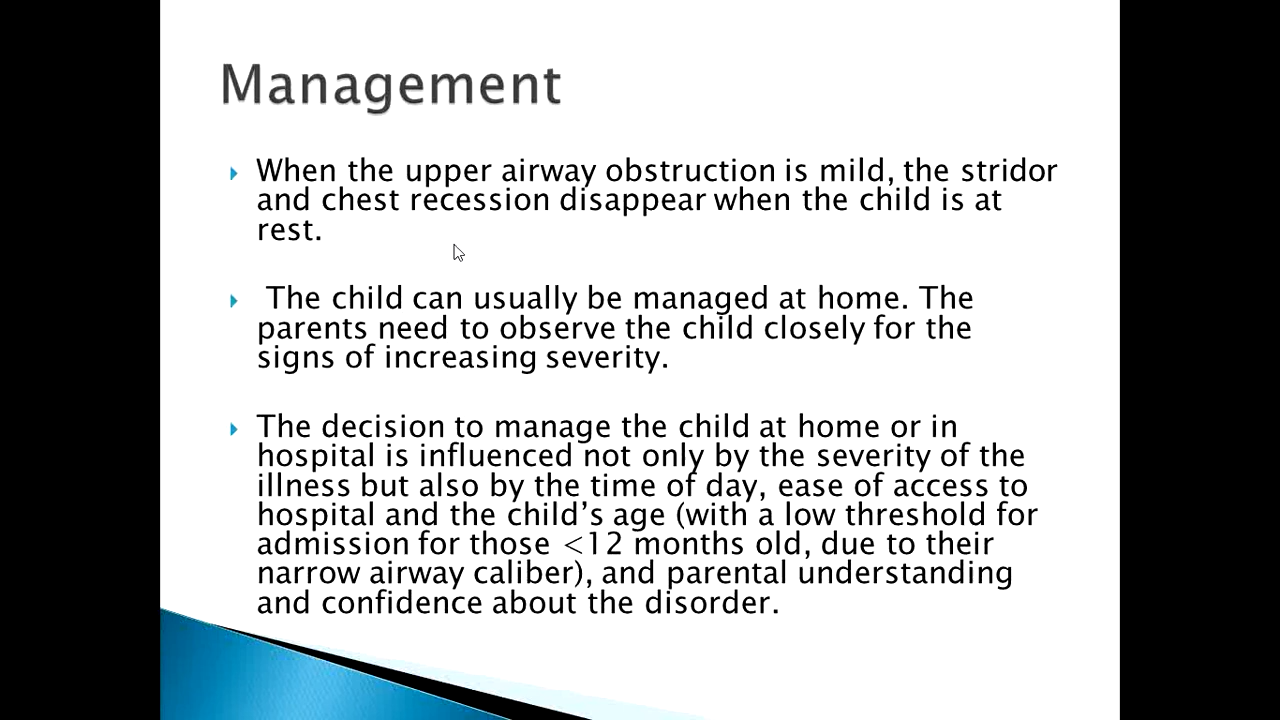 Management
When the upper airway obstruction is mild, the stridor
and chest recession disappear when the child is at
rest.
The child can usually be managed at home. The
parents need to observe the child closely for the
signs of increasing severity.
The decision to manage the child at home or in
hospital is influenced not only by the severity of the
illness but also by the time of day, ease of access to
hospital and the child’s age (with a low threshold for
admission for those <12 months old, due to their
narrow airway caliber), and parental understanding
and confidence about the disorder.